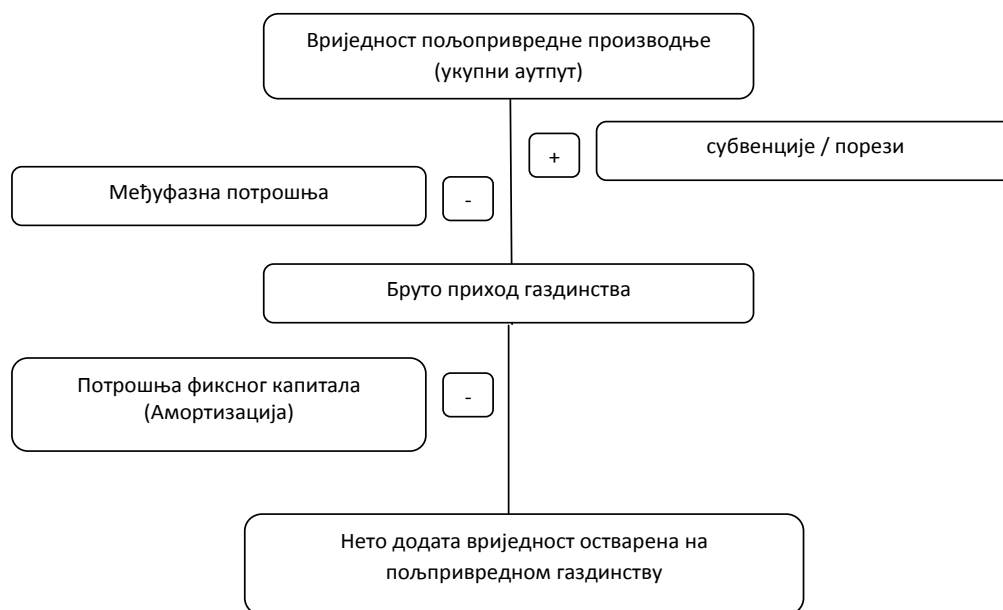 Вриједност пољопривредне производње
(укупни аутпут)
+
субвенције / порези
Међуфазна потрошња
-
Бруто приход газдинства
Потрошња фиксног капитала
(Амортизација)
-
Нето додата вриједност остварена на
пољпривредном газдинству